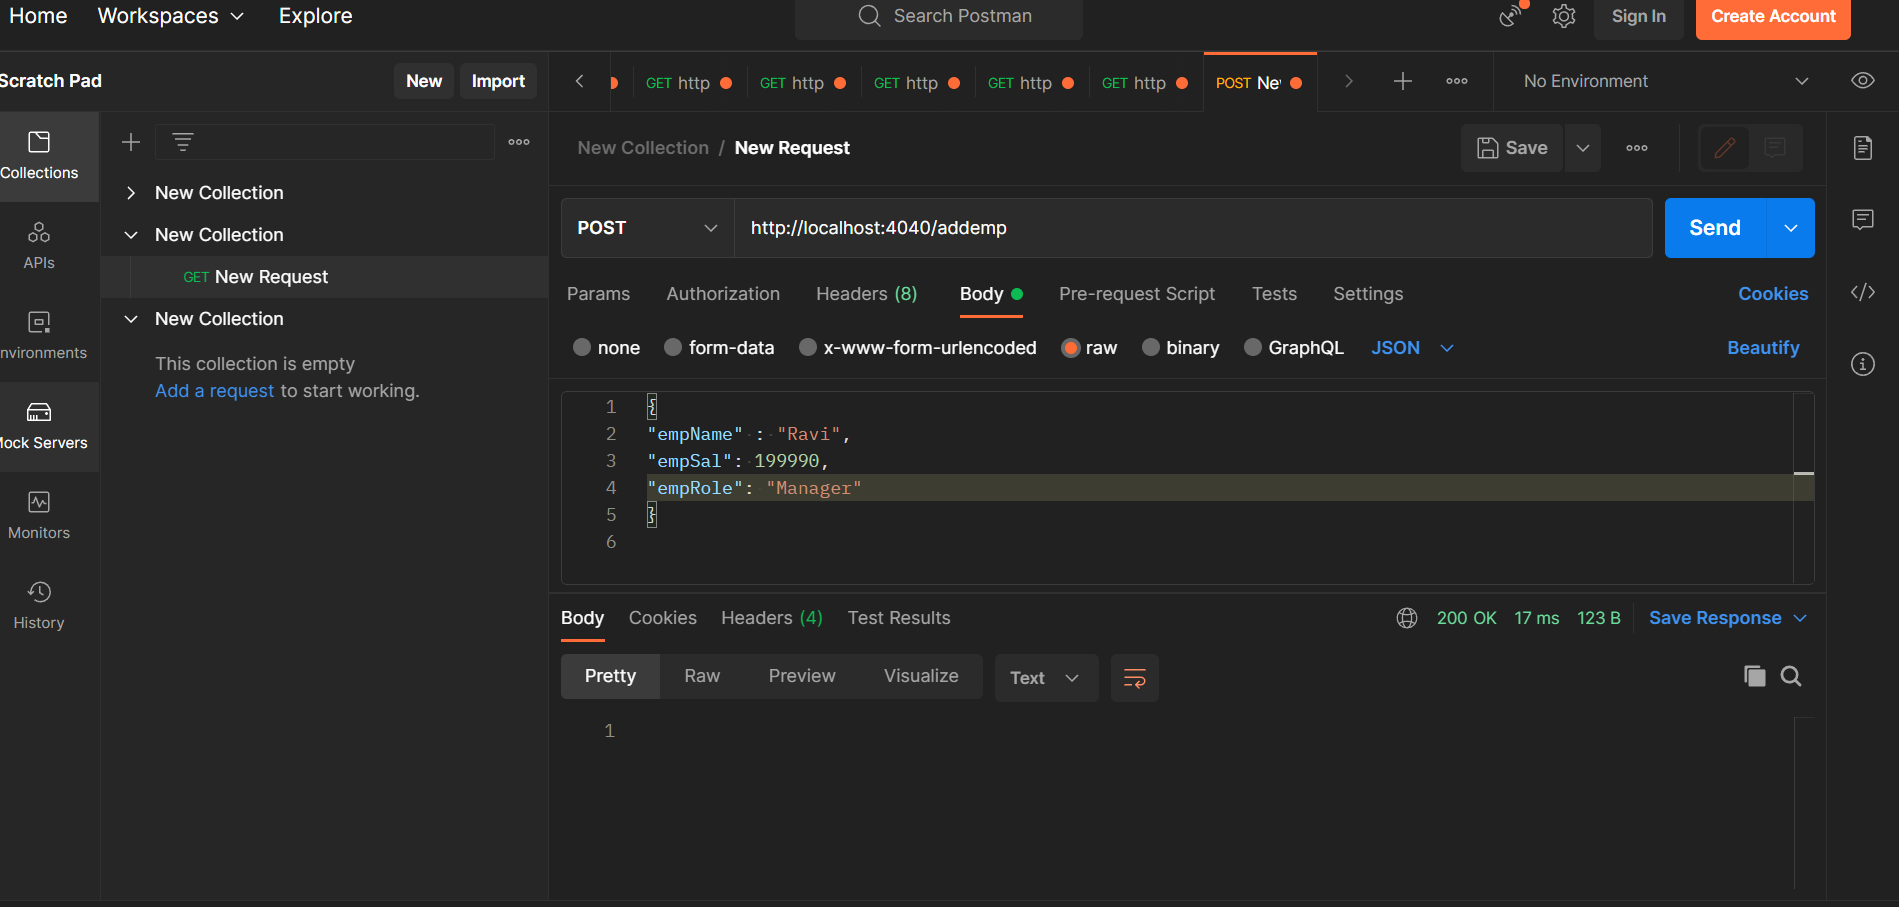 Home Workspaces Explore Search Postman Sign In Create Account
Scratch Pad New Import GET http GET http GET http GET http GET http POST Ne No Environment
New Collection / New Request Save
Collections
New Collection
New Collection
POST http://localhost:4040/addemp Send
APIs
GET New Request
Params Authorization Headers (8) Body Pre-request Script Tests Settings Cookies
New Collection
nvironments
none form-data x-www-form-urlencoded raw binary GraphQL JSON Beautify
This collection is empty
Add a request to start working.
1 {
2 "empName" : "Ravi",
Mock Servers
3 "empSal": 199990,
4 "empRole": "Manager"
5 }
6
Monitors
History
Body Cookies Headers (4) Test Results 200 OK 17 ms 123 B Save Response
Pretty Raw Preview Visualize Text
1